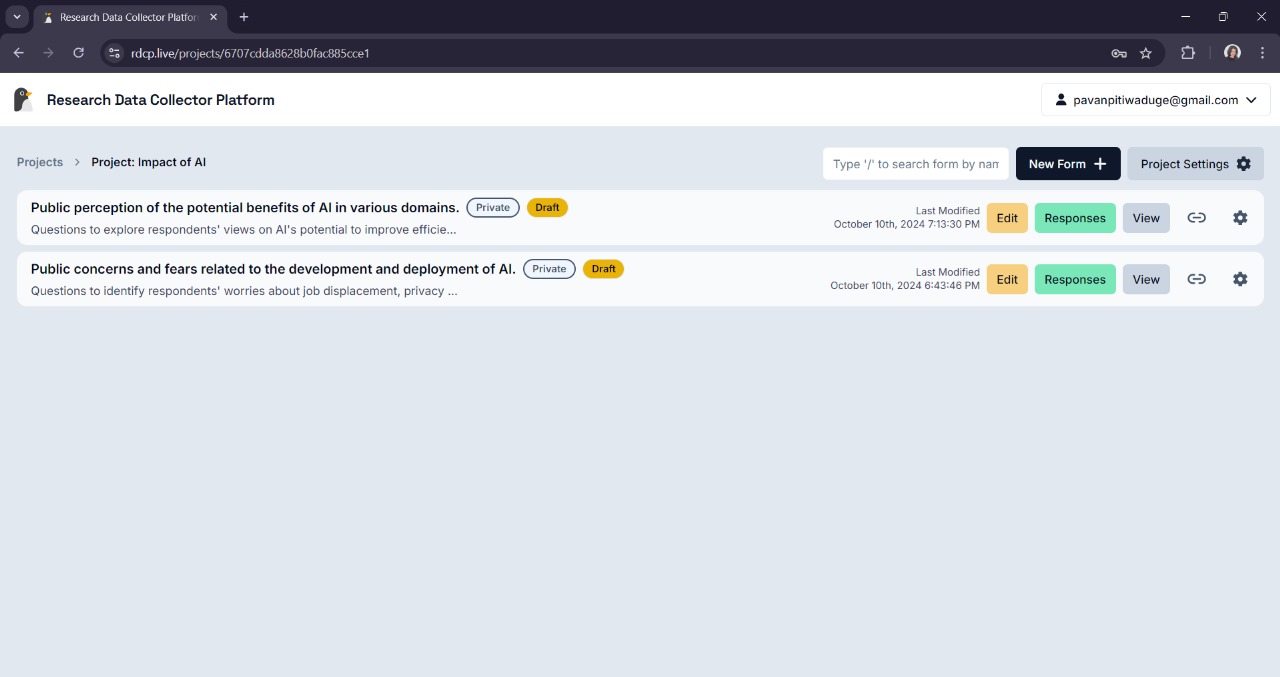 Research Data Collector Platfor
rdcp.live/projects/6707cdda8628b0fac885cce1
Research Data Collector Platform
pavanpitiwaduge@gmail.com
Projects > Project: Impact of AI
Type '/' to search form by nam
New Form +
Project Settings
Public perception of the potential benefits of AI in various domains. Private Draft
Questions to explore respondents' views on AI's potential to improve efficie...
Last Modified
October 10th, 2024 7:13:30 PM
Edit Responses View
Public concerns and fears related to the development and deployment of AI. Private Draft
Questions to identify respondents' worries about job displacement, privacy ...
Last Modified
October 10th, 2024 6:43:46 PM
Edit Responses View